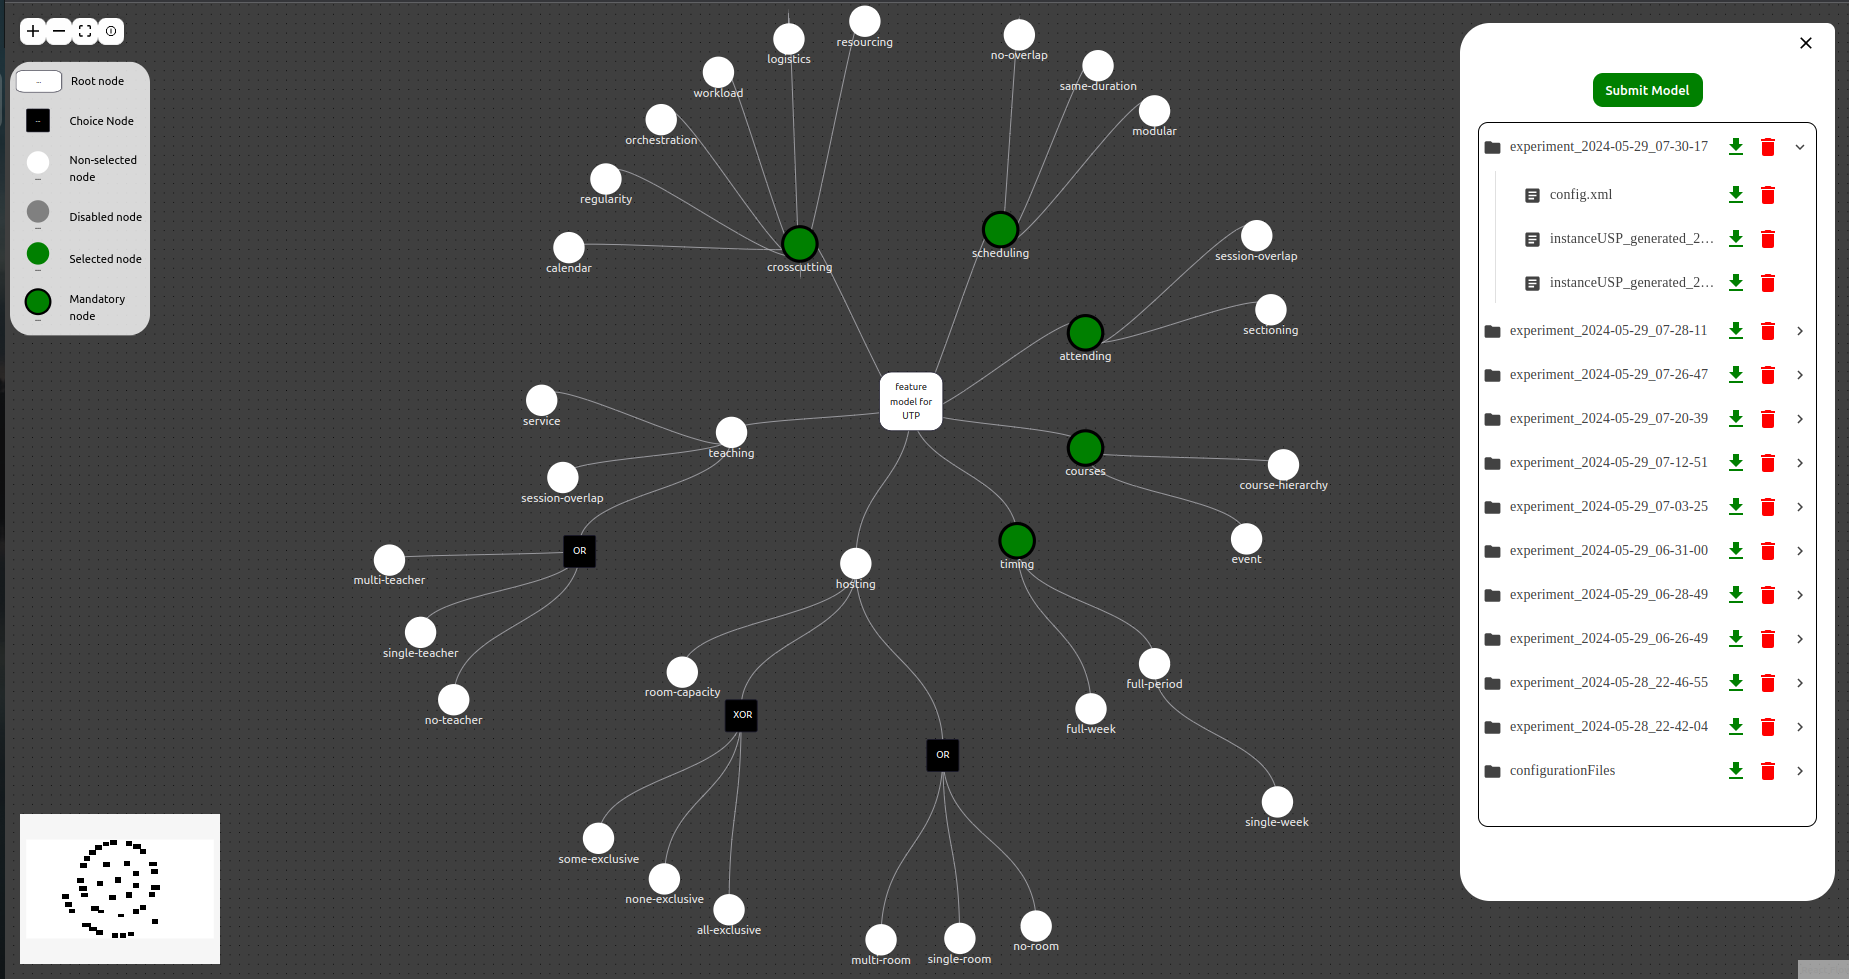 --
Root node
--
Choice Node
Non-selected
node
--
Disabled node
--
Selected node
--
Mandatory
node
--
resourcing
logistics
no-overlap
workload
same-duration
orchestration
modular
regularity
calendar
crosscutting
scheduling
session-overlap
sectioning
attending
feature
model for
UTP
service
teaching
session-overlap
courses
course-hierarchy
OR
event
multi-teacher
hosting
timing
single-teacher
room-capacity
full-period
no-teacher
XOR
full-week
OR
single-week
some-exclusive
none-exclusive
all-exclusive
multi-room
single-room
no-room
Submit Model
experiment_2024-05-29_07-30-17
config.xml
instanceUSP_generated_2...
instanceUSP_generated_2...
experiment_2024-05-29_07-28-11
experiment_2024-05-29_07-26-47
experiment_2024-05-29_07-20-39
experiment_2024-05-29_07-12-51
experiment_2024-05-29_07-03-25
experiment_2024-05-29_06-31-00
experiment_2024-05-29_06-28-49
experiment_2024-05-29_06-26-49
experiment_2024-05-28_22-46-55
experiment_2024-05-28_22-42-04
configurationFiles